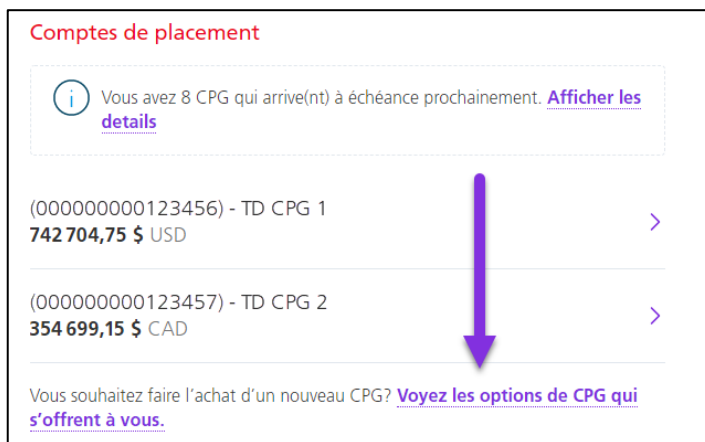 Comptes de placement
i
Vous avez 8 CPG qui arrive(nt) à échéance prochainement. Afficher les
details
(000000000123456) - TD CPG 1
742 704,75 $ USD
(000000000123457) - TD CPG 2
354 699,15 $ CAD
Vous souhaitez faire l'achat d'un nouveau CPG? Voyez les options de CPG qui
s'offrent à vous.